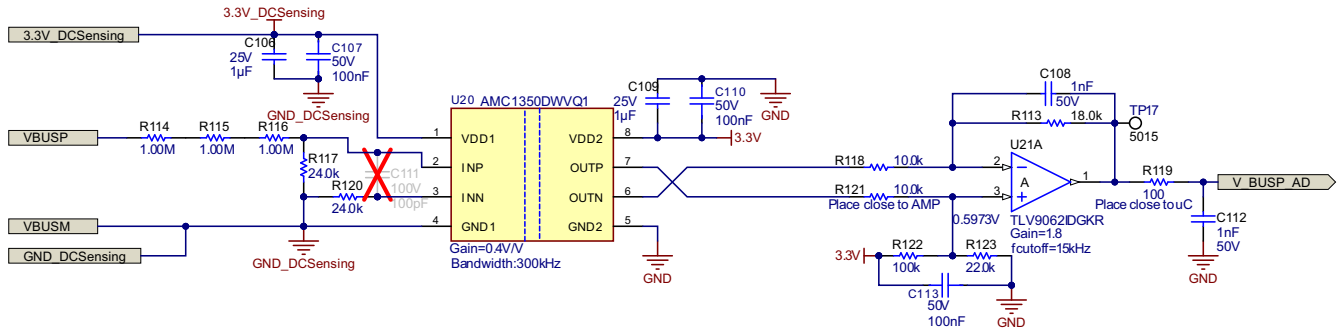 3.3V_DCSensing
3.3V_DCSensing
C106
25V
1µF
C107
50V
100nF
GND_DCSensing
U20 AMC1350DWVQ1
C109
25V
1µF
C110
50V
100nF
GND
C108
1nF
50V
R113 18.0k
TP17
5015
VBUSP
R114
1.00M
R115
1.00M
R116
1.00M
1 VDD1
VDD2 8
3.3V
R117
24.0k
C111
100V
100pF
2 INP
OUTP 7
R118 10.0k
2
U21A
A
1
R119
100
Place close to uC
V_BUSP_AD
R120
24.0k
3 INN
OUTN 6
R121 10.0k
Place close to AMP
3
0.5973V
TLV9062IDGKR
Gain=1.8
fcutoff=15kHz
C112
1nF
50V
GND
VBUSM
4 GND1
GND2 5
GND_DCSensing
GND_DCSensing
Gain=0.4V/V
Bandwidth:300kHz
GND
3.3V
R122
100k
R123
22.0k
C113
50V
100nF
GND